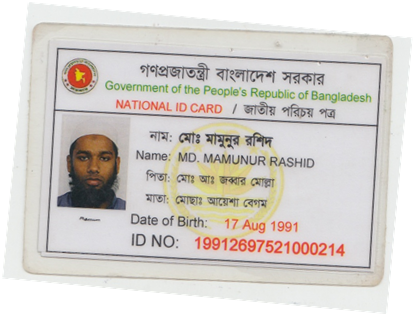 গণপ্রজাতন্ত্রী বাংলাদেশ সরকার
Government of the People's Republic of Bangladesh
NATIONAL ID CARD / জাতীয় পরিচয় পত্র
নাম: মোঃ মামুনুর রশিদ
Name: MD. MAMUNUR RASHID
পিতা: মোঃ আঃ জব্বার মোল্লা
মাতা: মোছাঃ আয়েশা বেগম
Date of Birth: 17 Aug 1991
ID NO: 19912697521000214